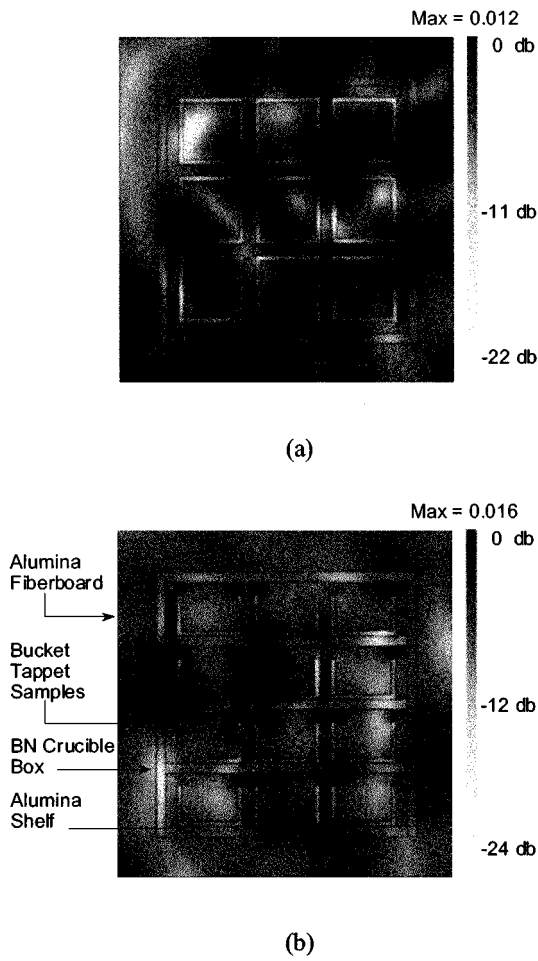 Max = 0.012
0 db
-11 db
-22 db
(a)
Max = 0.016
0 db
Alumina
Fiberboard
Bucket
Tappet
Samples
-12 db
BN Crucible
Box
Alumina
Shelf
-24 db
(b)